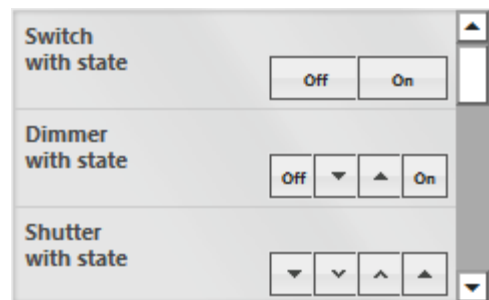 Switch
with state
Off On
Dimmer
with state
Off On
Shutter
with state